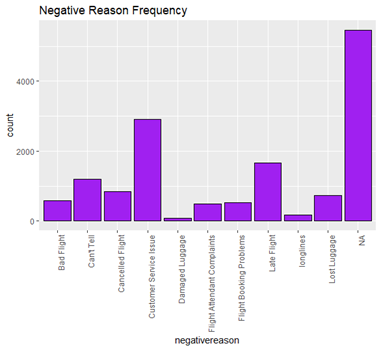 Negative Reason Frequency
count
4000
2000
0
Bad Flight
Can't Tell
Cancelled Flight
Customer Service Issue
Damaged Luggage
Flight Attendant Complaints
Flight Booking Problems
Late Flight
longlines
Lost Luggage
NA
negativereason